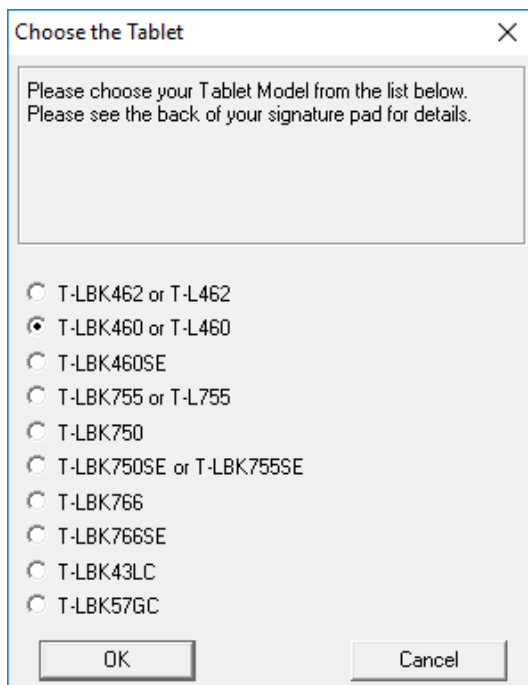 Choose the Tablet
Please choose your Tablet Model from the list below.
Please see the back of your signature pad for details.
T-LBK462 or T-L462
T-LBK460 or T-L460
T-LBK460SE
T-LBK755 or T-L755
T-LBK750
T-LBK750SE or T-LBK755SE
T-LBK766
T-LBK766SE
T-LBK43LC
T-LBK57GC
OK Cancel